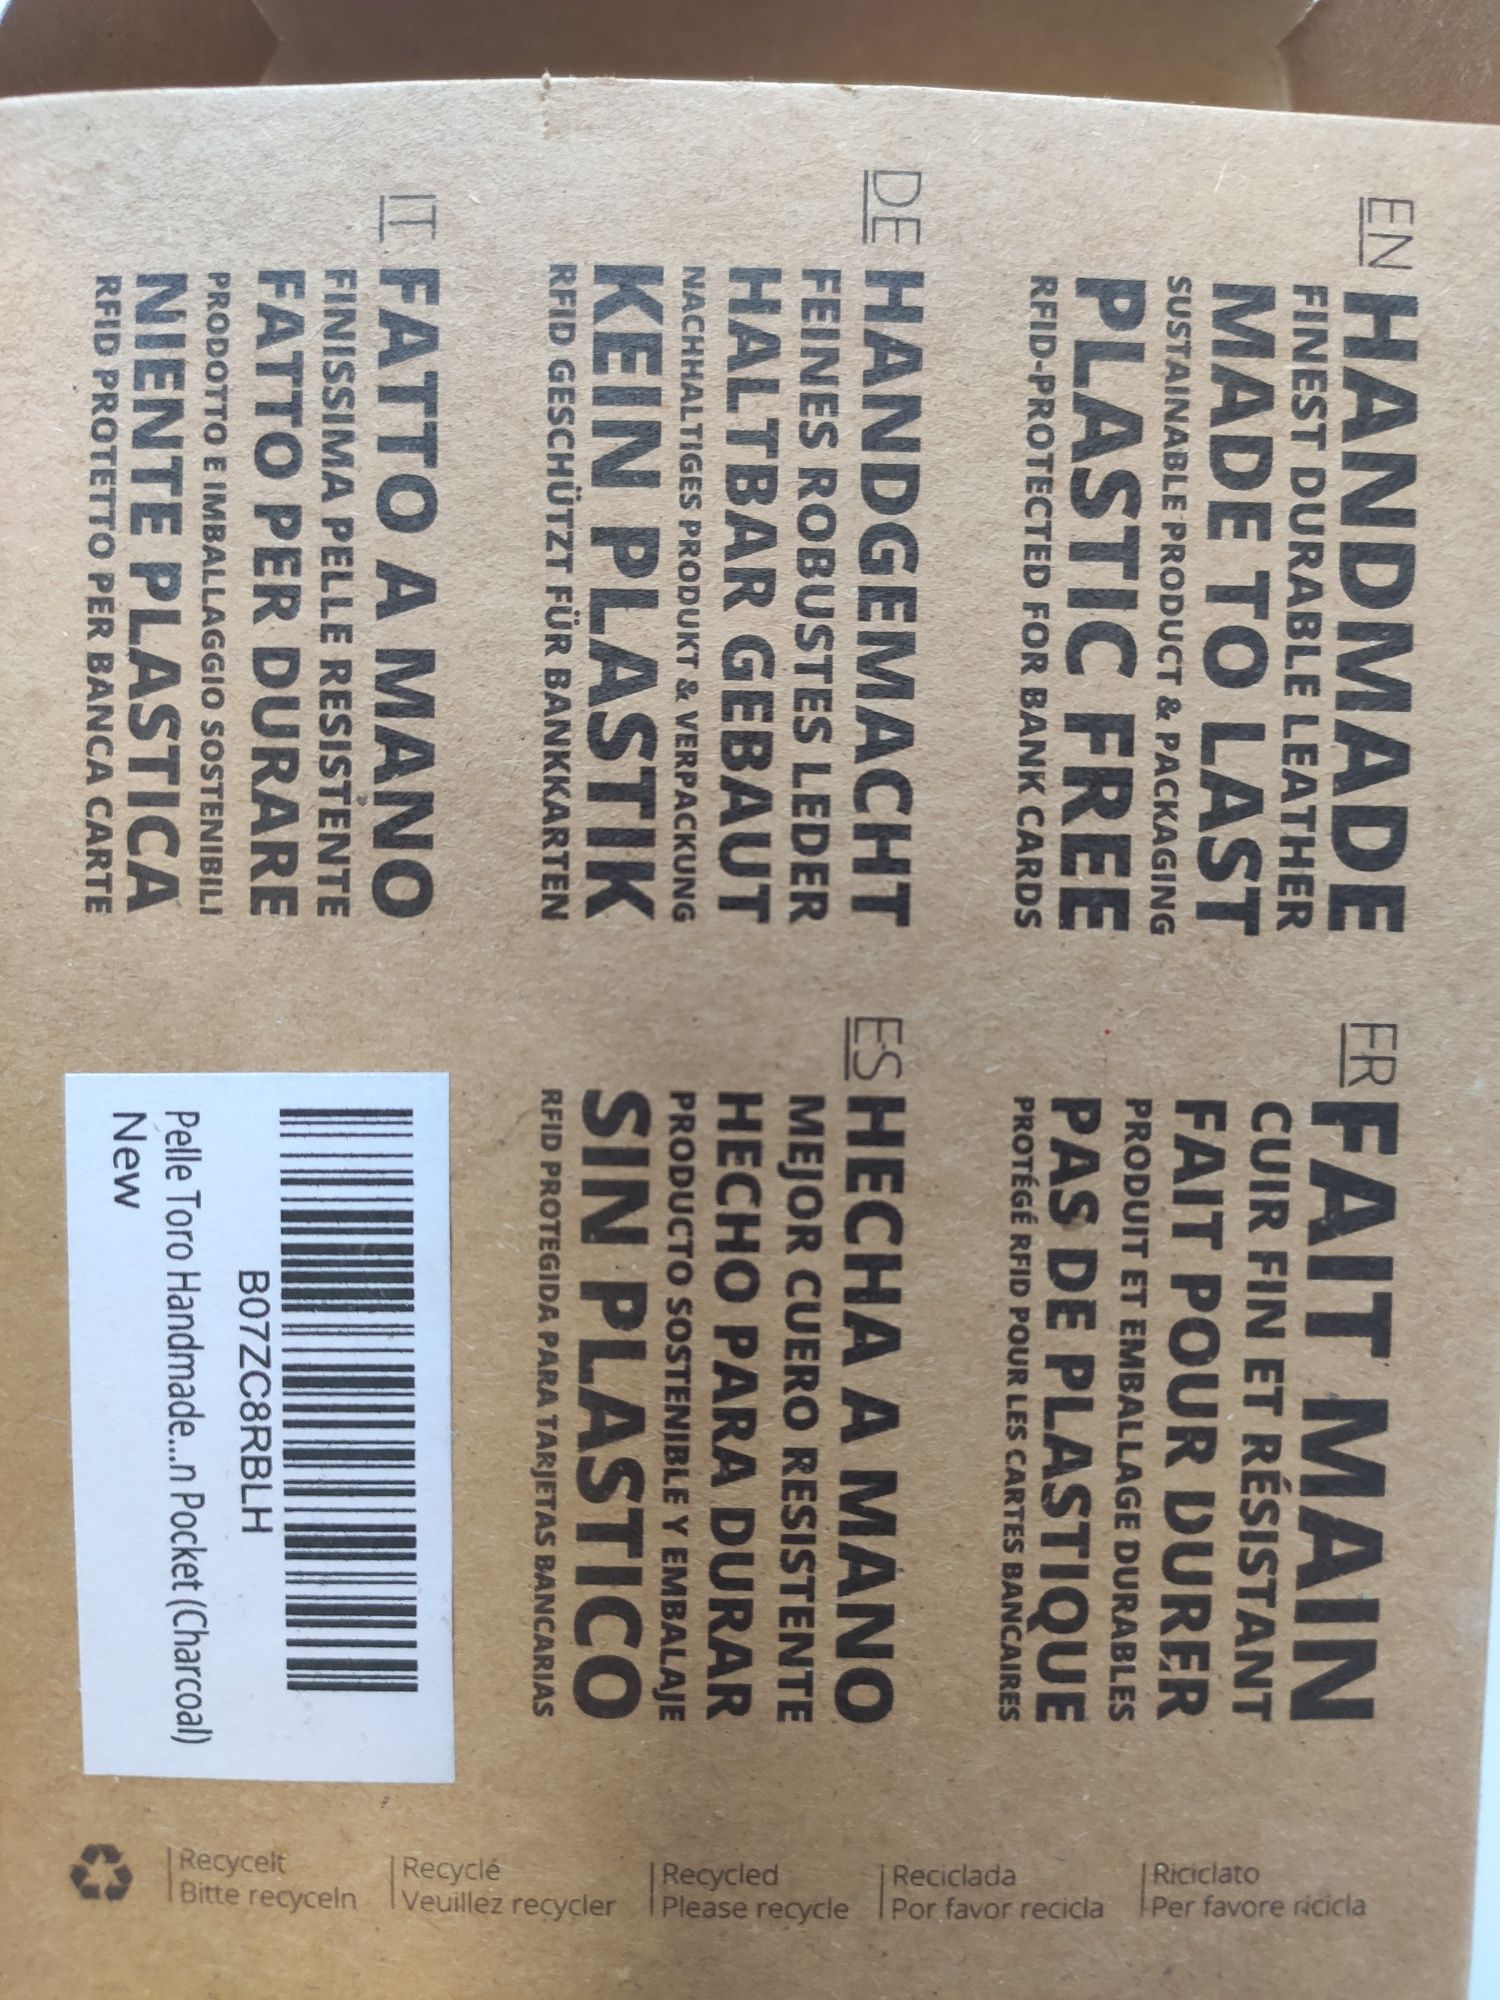 EN
HANDMADE
FINEST DURABLE LEATHER
MADE TO LAST
SUSTAINABLE PRODUCT & PACKAGING
PLASTIC FREE
RFID-PROTECTED FOR BANK CARDS
FR
FAIT MAIN
CUIR FIN ET RÉSISTANT
FAIT POUR DURER
PRODUIT ET EMBALLAGE DURABLES
PAS DE PLASTIQUE
PROTÉGÉ RFID POUR LES CARTES BANCAIRES
DE
HANDGEMACHT
FEINES ROBUSTES LEDER
HALTBAR GEBAUT
NACHHALTIGES PRODUKT & VERPACKUNG
KEIN PLASTIK
RFID GESCHÜTZT FÜR BANKKARTEN
ES
HECHA A MANO
MEJOR CUERO RESISTENTE
HECHO PARA DURAR
PRODUCTO SOSTENIBLE Y EMBALAJE
SIN PLASTICO
RFID PROTEGIDA PARA TARJETAS BANCARIAS
IT
FATTO A MANO
FINISSIMA PELLE RESISTENTE
FATTO PER DURARE
PRODOTTO E IMBALLAGGIO SOSTENIBILI
NIENTE PLASTICA
RFID PROTETTO PER BANCA CARTE
B07ZC8RBLH
Pelle Toro Handmade...n Pocket (Charcoal)
New
Recycelt
Bitte recyceln
Recyclé
Veuillez recycler
Recycled
Please recycle
Reciclada
Por favor recicla
Riciclato
Per favore ricicla